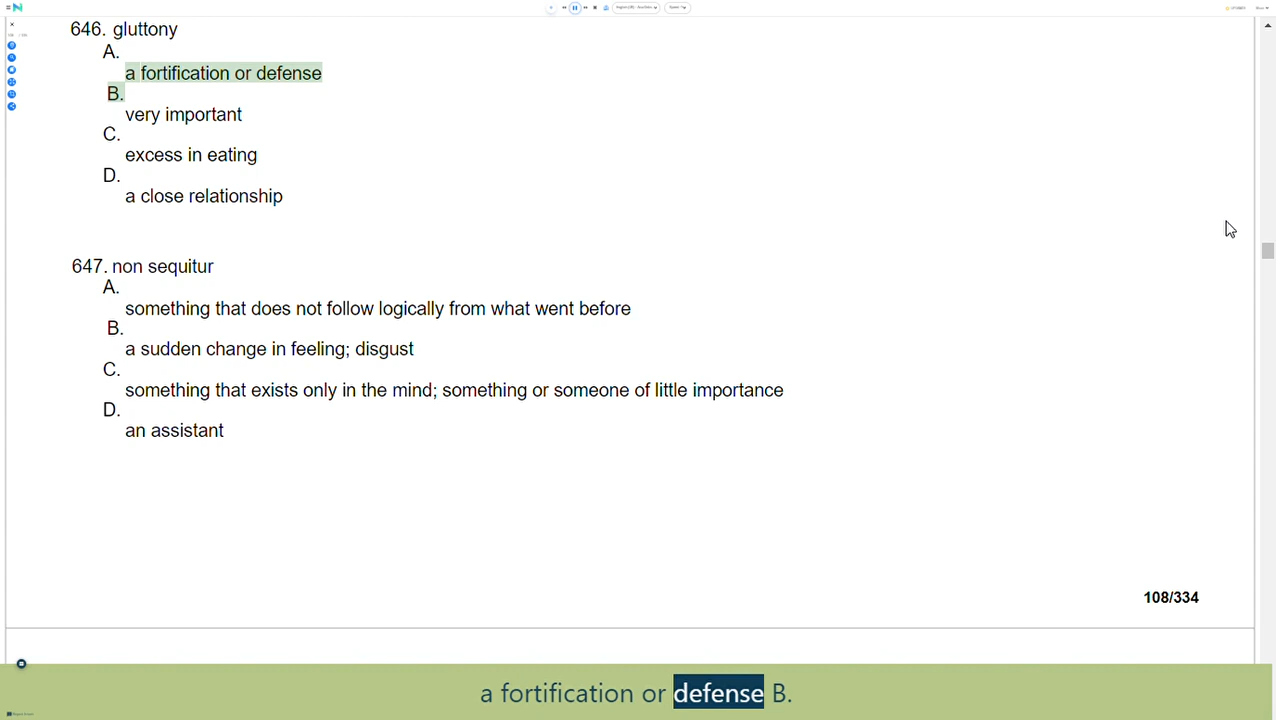 646. gluttony
A.
a fortification or defense
B.
very important
C.
excess in eating
D.
a close relationship
647. non sequitur
A.
something that does not follow logically from what went before
B.
a sudden change in feeling; disgust
C.
something that exists only in the mind; something or someone of little importance
D.
an assistant
108/334
a fortification or defense B.